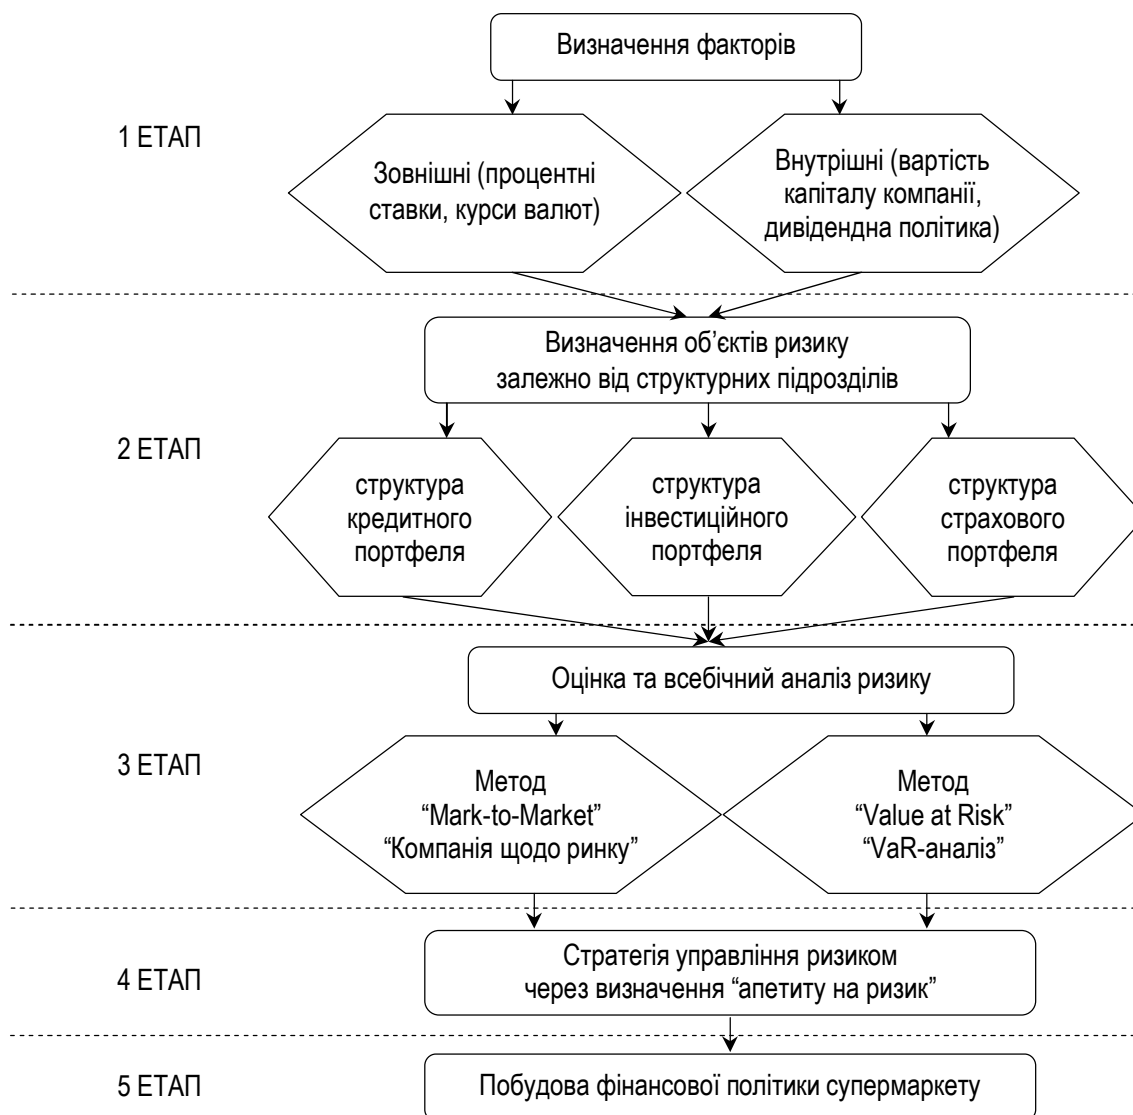 Визначення факторів
1 ЕТАП
Зовнішні (процентні
ставки, курси валют)
Внутрішні (вартість
капіталу компанії,
дивідендна політика)
Визначення об’єктів ризику
залежно від структурних підрозділів
2 ЕТАП
структура
кредитного
портфеля
структура
інвестиційного
портфеля
структура
страхового
портфеля
Оцінка та всебічний аналіз ризику
3 ЕТАП
Метод
“Mark-to-Market”
“Компанія щодо ринку”
Метод
“Value at Risk”
“VaR-аналіз”
4 ЕТАП
Стратегія управління ризиком
через визначення “апетиту на ризик”
5 ЕТАП
Побудова фінансової політики супермаркету